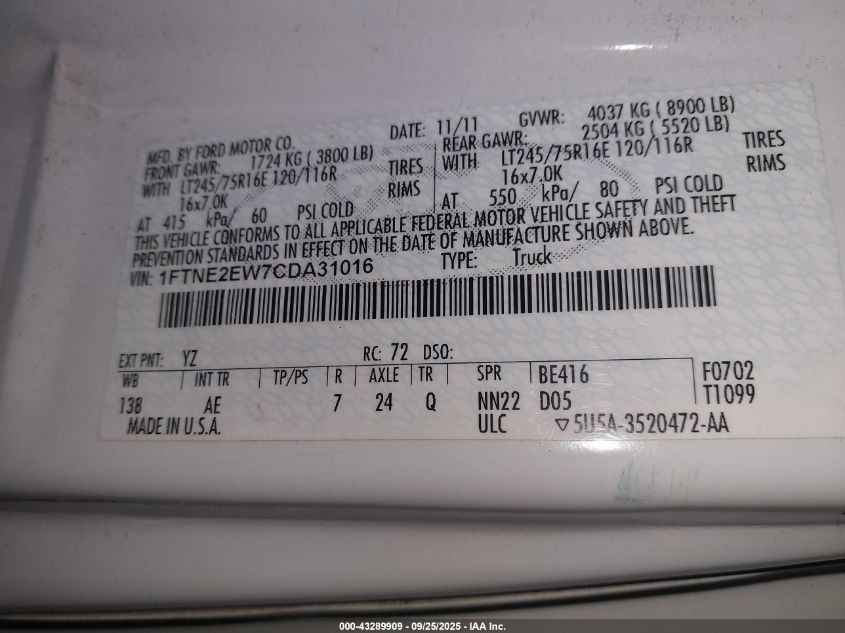 MFD. BY FORD MOTOR CO. DATE: 11/11 GVWR: 4037 KG ( 8900 LB)
FRONT GAWR: 1724 KG ( 3800 LB) REAR GAWR: 2504 KG ( 5520 LB)
WITH LT245/75R16E 120/116R TIRES WITH LT245/75R16E 120/116R TIRES
16x7.0K RIMS 16x7.0K RIMS
AT 415 kPa/ 60 PSI COLD AT 550 kPa/ 80 PSI COLD
THIS VEHICLE CONFORMS TO ALL APPLICABLE FEDERAL MOTOR VEHICLE SAFETY AND THEFT
PREVENTION STANDARDS IN EFFECT ON THE DATE OF MANUFACTURE SHOWN ABOVE.
VIN: 1FTNE2EW7CDA31016 TYPE: Truck
EXT PNT: YZ RC: 72 DSO:
WB INT TR TP/PS R AXLE TR SPR BE416 F0702
138 AE 7 24 Q NN22 D05 T1099
MADE IN U.S.A. ULC ▽5U5A-3520472-AA
000-43289909 - 09/25/2025 - IAA Inc.